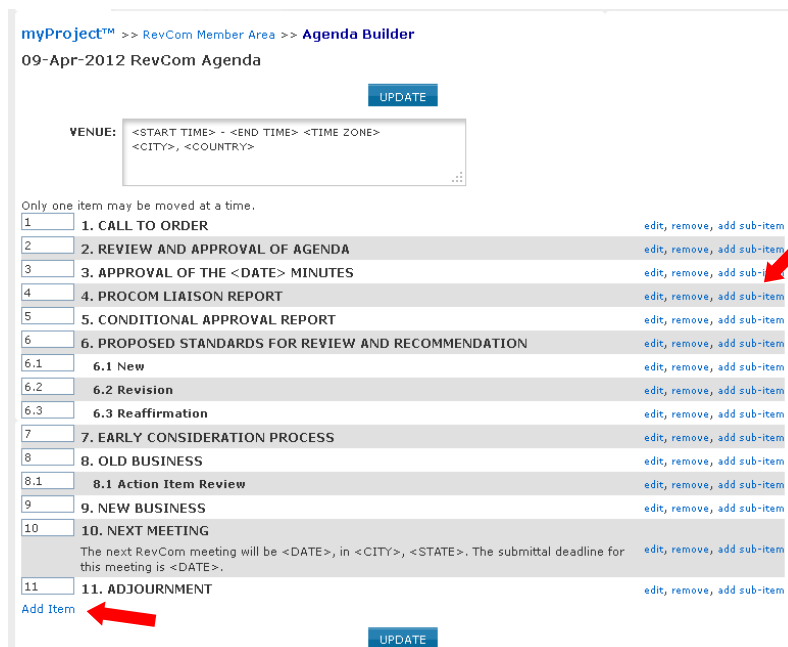 myProject™ >> RevCom Member Area >> Agenda Builder
09-Apr-2012 RevCom Agenda
UPDATE
VENUE: <START TIME> - <END TIME> <TIME ZONE>
<CITY>, <COUNTRY>
Only one item may be moved at a time.
1 1. CALL TO ORDER edit, remove, add sub-item
2 2. REVIEW AND APPROVAL OF AGENDA edit, remove, add sub-item
3 3. APPROVAL OF THE <DATE> MINUTES edit, remove, add
4 4. PROCOM LIAISON REPORT edit, remove, add sub-item
5 5. CONDITIONAL APPROVAL REPORT edit, remove, add sub-item
6 6. PROPOSED STANDARDS FOR REVIEW AND RECOMMENDATION edit, remove, add sub-item
6.1 6.1 New edit, remove, add sub-item
6.2 6.2 Revision edit, remove, add sub-item
6.3 6.3 Reaffirmation edit, remove, add sub-item
7 7. EARLY CONSIDERATION PROCESS edit, remove, add sub-item
8 8. OLD BUSINESS edit, remove, add sub-item
8.1 8.1 Action Item Review edit, remove, add sub-item
9 9. NEW BUSINESS edit, remove, add sub-item
10 10. NEXT MEETING
The next RevCom meeting will be <DATE>, in <CITY>, <STATE>. The submittal deadline for edit, remove, add sub-item
this meeting is <DATE>.
11 11. ADJOURNMENT edit, remove, add sub-item
Add Item
UPDATE